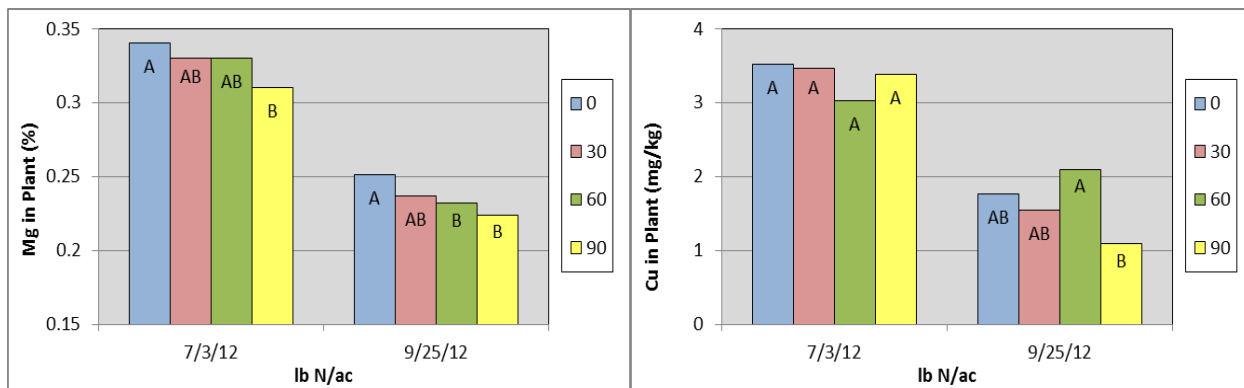 Mg in Plant (%)
0.35
0.3
0.25
0.2
0.15
A
AB
AB
B
A
AB
B
B
7/3/12
9/25/12
lb N/ac
0
30
60
90
Cu in Plant (mg/kg)
4
3
2
1
0
A
A
A
A
AB
AB
A
B
7/3/12
9/25/12
lb N/ac
0
30
60
90